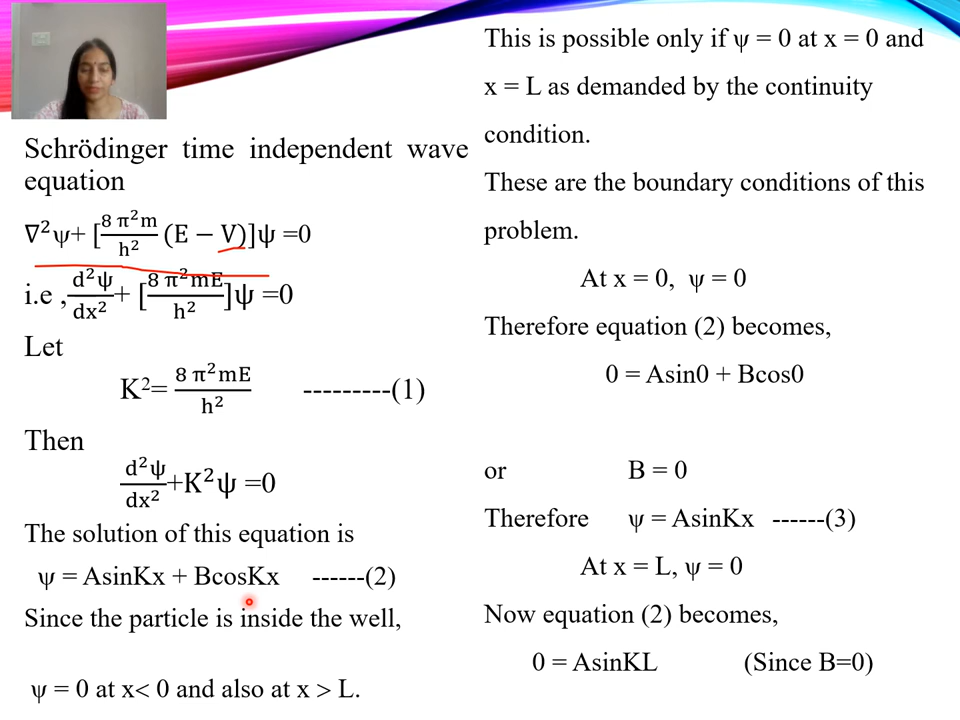 Schrödinger time independent wave
equation
∇²ψ+ [8 π²m/h² (E − V)]ψ =0
i.e ,d²ψ/dx²+ [8 π²mE/h²]ψ =0
Let
K²= 8 π²mE/h² ---------(1)
Then
d²ψ/dx²+K²ψ =0
The solution of this equation is
ψ = AsinKx + BcosKx ------(2)
Since the particle is inside the well,
ψ = 0 at x< 0 and also at x > L.
This is possible only if ψ = 0 at x = 0 and
x = L as demanded by the continuity
condition.
These are the boundary conditions of this
problem.
At x = 0, ψ = 0
Therefore equation (2) becomes,
0 = Asin0 + Bcos0
or B = 0
Therefore ψ = AsinKx ------(3)
At x = L, ψ = 0
Now equation (2) becomes,
0 = AsinKL (Since B=0)